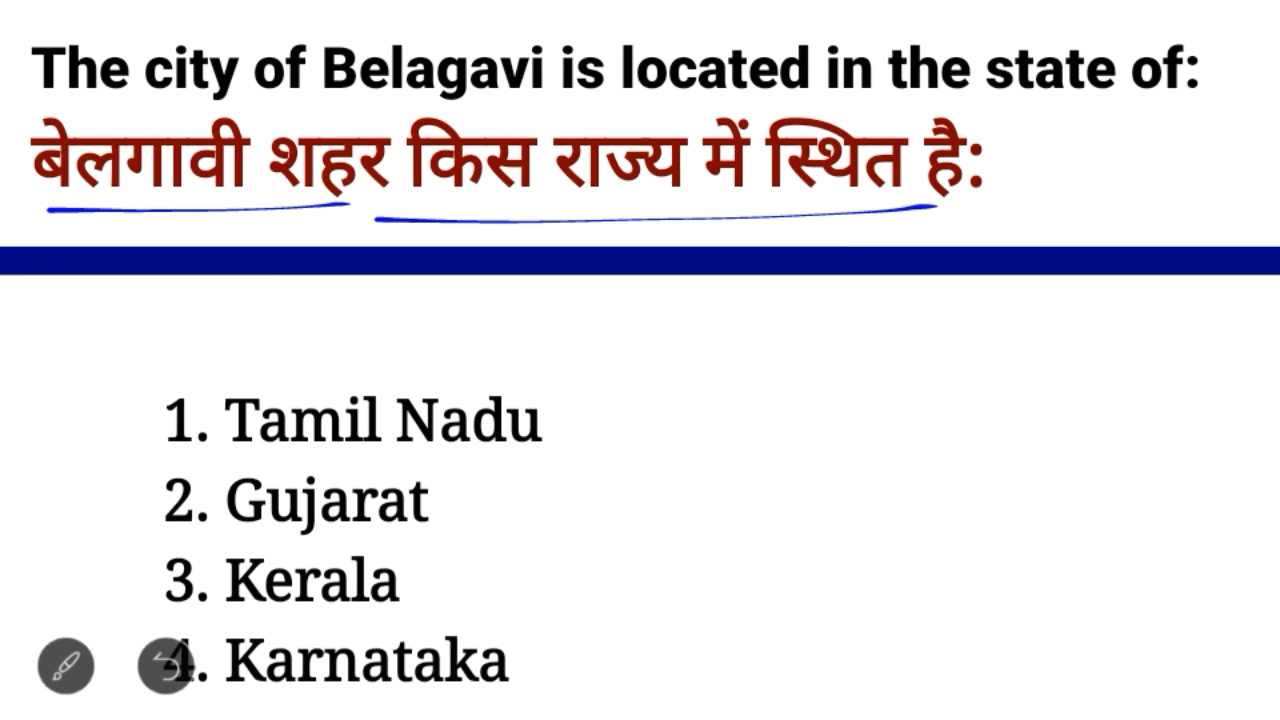 The city of Belagavi is located in the state of:
बेलगावी शहर किस राज्य में स्थित है:
1. Tamil Nadu
2. Gujarat
3. Kerala
4. Karnataka